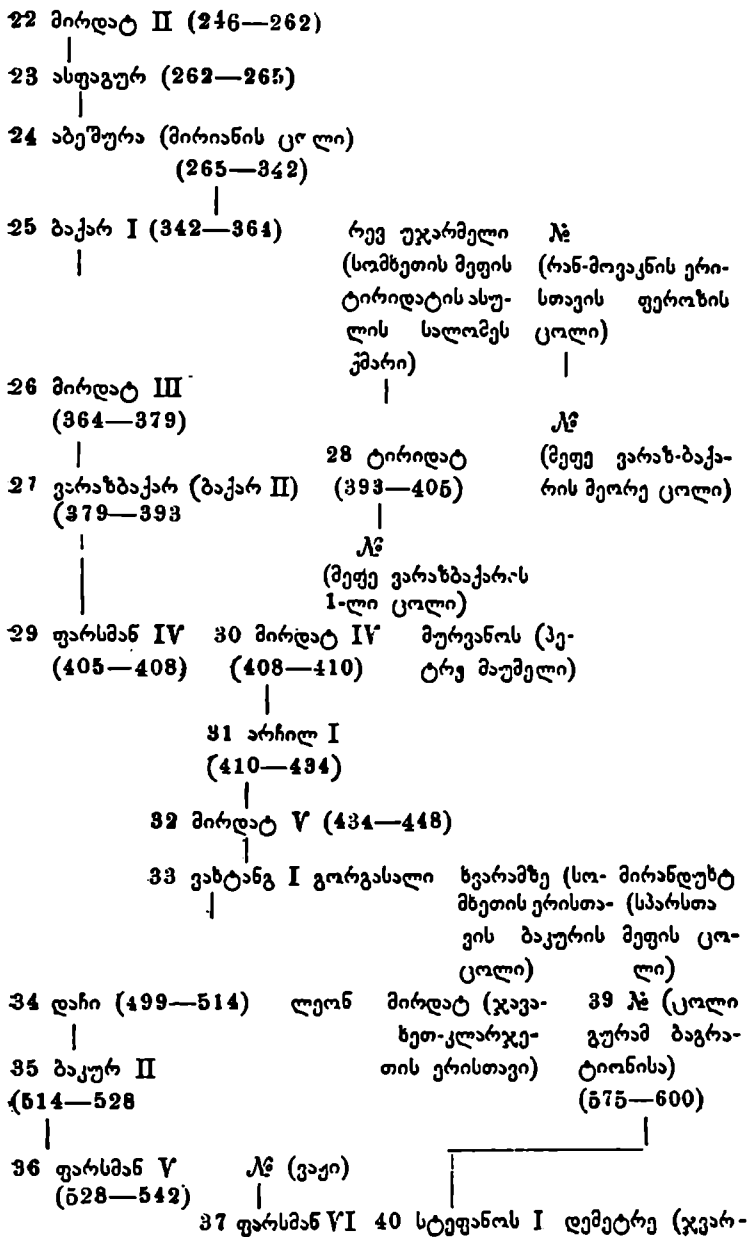 22 მირდატ II (246—262)
23 ასფაგურ (262—265)
24 აბეშურა (მირიანის ცოლი)
(265—342)
25 ბაქარ I (342—364) რევ უჯარმელი №
(სომხეთის მეფის (რან-მოვაკნის ერი-
ტირიდატის ასუ- სთავის ფეროზის
ლის სალომეს ცოლი)
ქმარი)
26 მირდატ III
(364—379) №
28 ტირიდატ (მეფე ვარაზ-ბაქა-
27 ვარაზბაქარ (ბაქარ II) (393—405) რის მეორე ცოლი)
(379—393
№
(მეფე ვარაზბაქარის
1-ლი ცოლი)
29 ფარსმან IV 30 მირდატ IV მურვანოს (პე-
(405—408) (408—410) ტრე მაუმელი)
31 არჩილ I
(410—434)
32 მირდატ V (434—448)
33 ვახტანგ I გორგასალი ხვარამზე (სო- მირანდუხტ
მხეთის ერისთა- (სპარსთა
ვის ბაკურის მეფის ცო-
ცოლი) ლი)
34 დაჩი (499—514) ლეონ მირდატ (ჯავა- 39 № (ცოლი
ხეთ-კლარჯე- გურამ ბაგრა-
35 ბაკურ II თის ერისთავი) ტიონისა)
(514—528 (575—600)
36 ფარსმან V № (ვაჟი)
(528—542)
37 ფარსმან VI 40 სტეფანოს I დემეტრე (ჯვარ-